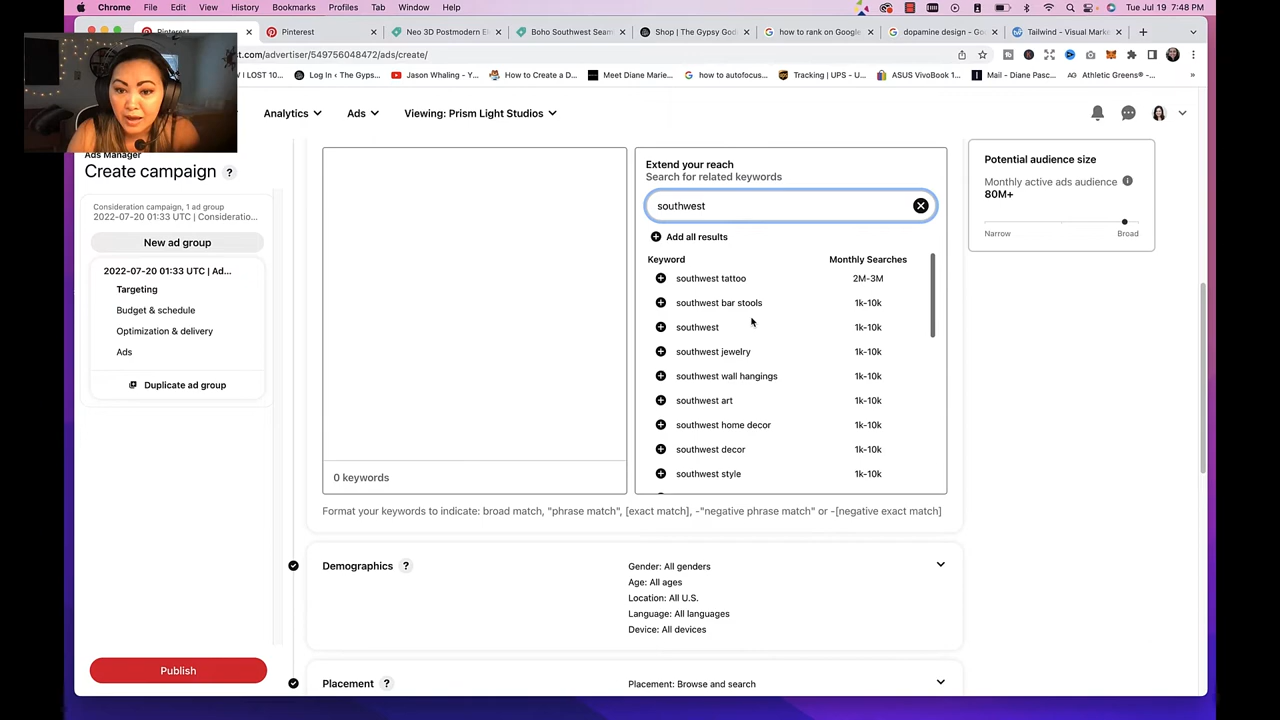 Chrome File Edit View History Bookmarks Profiles Tab Window Help Tue Jul 19 7:48 PM
Pinterest Pinterest Neo 3D Postmodern El... Boho Southwest Seam... Shop | The Gypsy God... how to rank on Google... dopamine design - Go... Tailwind - Visual Market...
st.com/advertiser/549756048472/ads/create/
W I LOST 10... Log In ‹ The Gyps... Jason Whaling - Y... How to Create a D... Meet Diane Marie... how to autofocus... Tracking | UPS - U... ASUS VivoBook 1... Mail - Diane Pasc... AG Athletic Greens®-... »
Analytics Ads Viewing: Prism Light Studios
Ads Manager
Create campaign ?
Consideration campaign, 1 ad group
2022-07-20 01:33 UTC | Consideratio...
New ad group
2022-07-20 01:33 UTC | Ad...
Targeting
Budget & schedule
Optimization & delivery
Ads
Duplicate ad group
Publish
0 keywords
Extend your reach
Search for related keywords
southwest
Add all results
Keyword Monthly Searches
southwest tattoo 2M-3M
southwest bar stools 1k-10k
southwest 1k-10k
southwest jewelry 1k-10k
southwest wall hangings 1k-10k
southwest art 1k-10k
southwest home decor 1k-10k
southwest decor 1k-10k
southwest style 1k-10k
Format your keywords to indicate: broad match, "phrase match", [exact match], -"negative phrase match" or -[negative exact match]
Demographics ?
Gender: All genders
Age: All ages
Location: All U.S.
Language: All languages
Device: All devices
Placement ?
Placement: Browse and search
Potential audience size
Monthly active ads audience
80M+
Narrow Broad